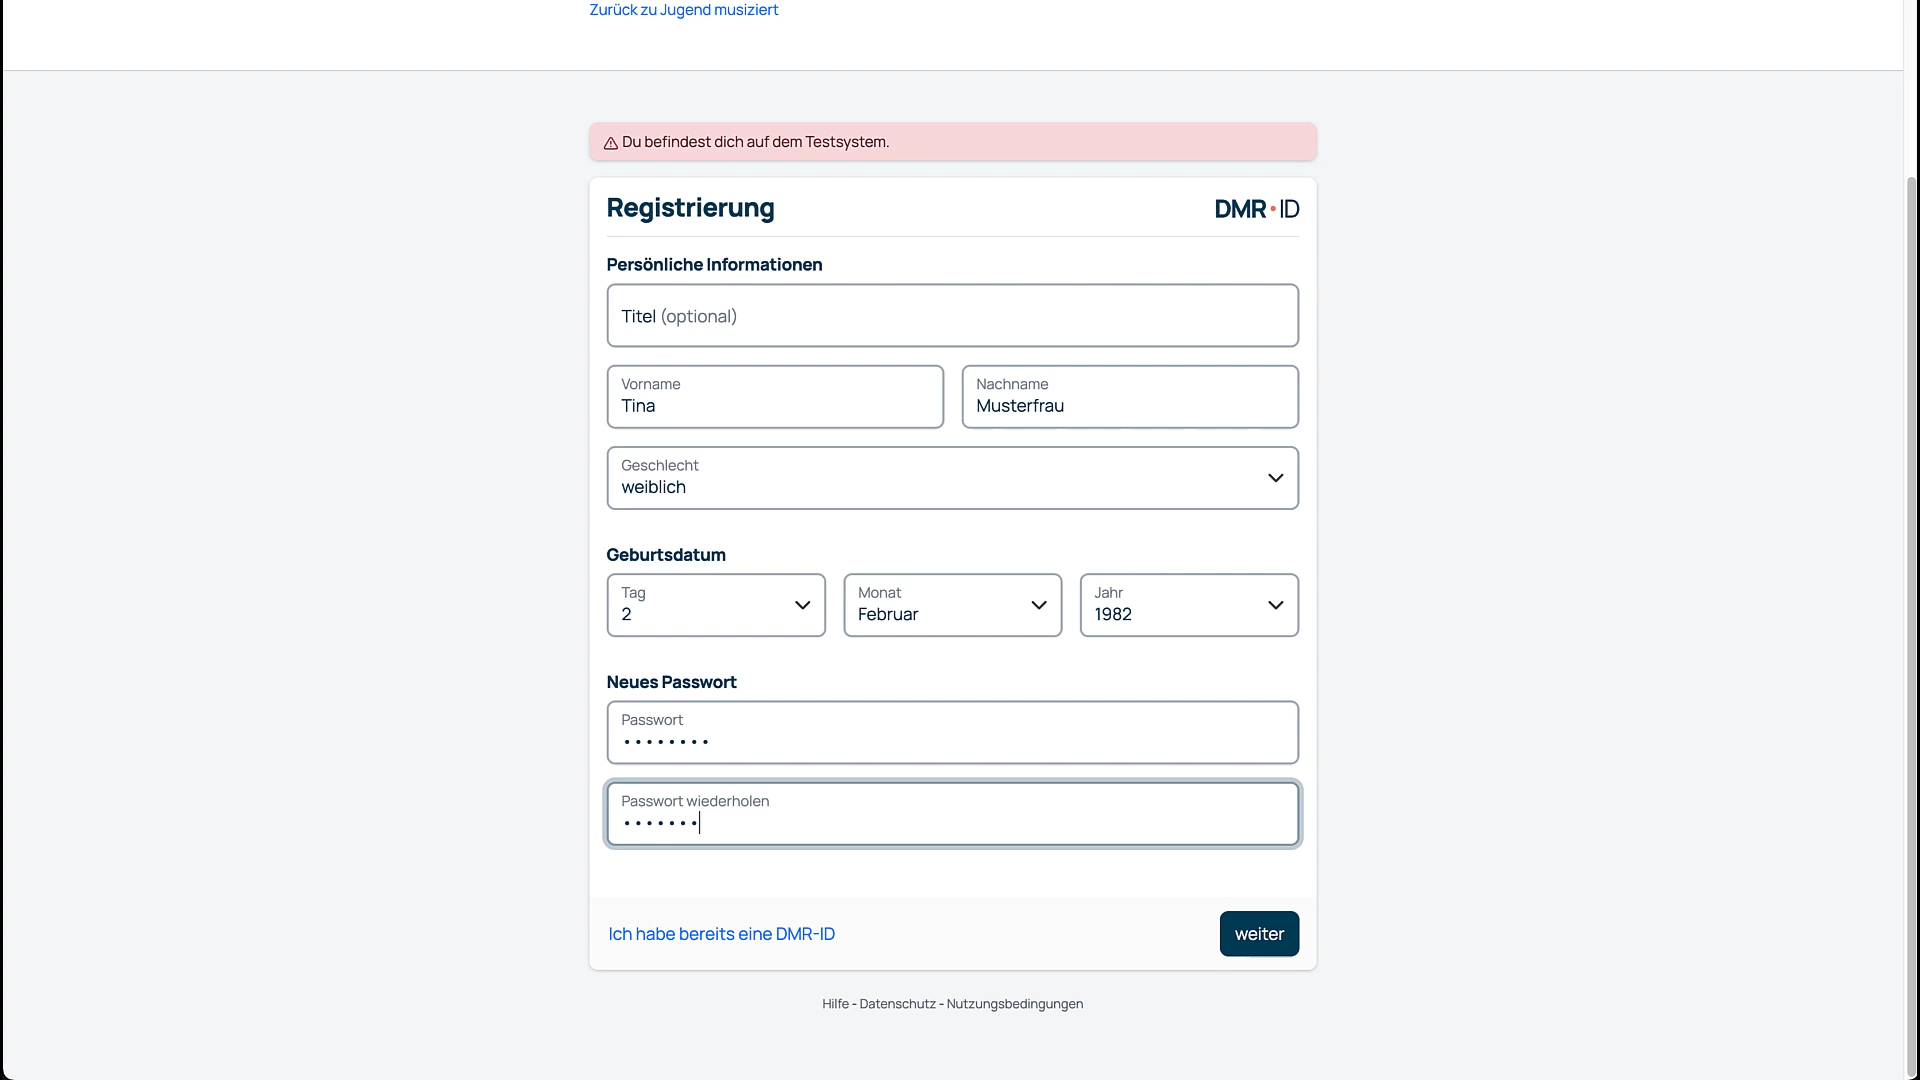 Zurück zu Jugend musiziert
Du befindest dich auf dem Testsystem.
Registrierung
DMR·ID
Persönliche Informationen
Titel (optional)
Vorname
Tina
Nachname
Musterfrau
Geschlecht
weiblich
Geburtsdatum
Tag
2
Monat
Februar
Jahr
1982
Neues Passwort
Passwort
••••••••
Passwort wiederholen
•••••••
Ich habe bereits eine DMR-ID
weiter
Hilfe - Datenschutz - Nutzungsbedingungen